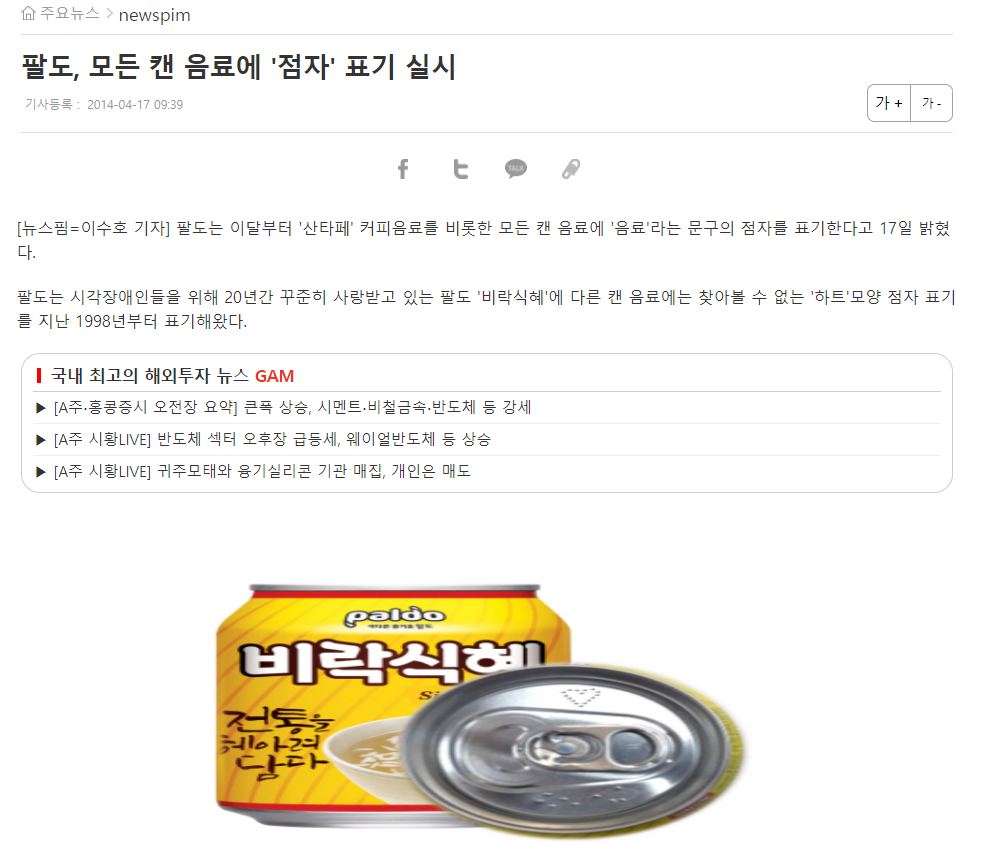 주요뉴스 > newspim
팔도, 모든 캔 음료에 '점자' 표기 실시
기사등록 : 2014-04-17 09:39
가 + 가 -
f t TALK
[뉴스핌=이수호 기자] 팔도는 이달부터 '산타페' 커피음료를 비롯한 모든 캔 음료에 '음료'라는 문구의 점자를 표기한다고 17일 밝혔
다.
팔도는 시각장애인들을 위해 20년간 꾸준히 사랑받고 있는 팔도 '비락식혜'에 다른 캔 음료에는 찾아볼 수 없는 '하트'모양 점자 표기
를 지난 1998년부터 표기해왔다.
국내 최고의 해외투자 뉴스 GAM
▶ [A주·홍콩증시 오전장 요약] 큰폭 상승, 시멘트·비철금속·반도체 등 강세
▶ [A주 시황LIVE] 반도체 섹터 오후장 급등세, 웨이얼반도체 등 상승
▶ [A주 시황LIVE] 귀주모태와 융기실리콘 기관 매집, 개인은 매도
paldo
비락식혜
전통을
헤아려
담다